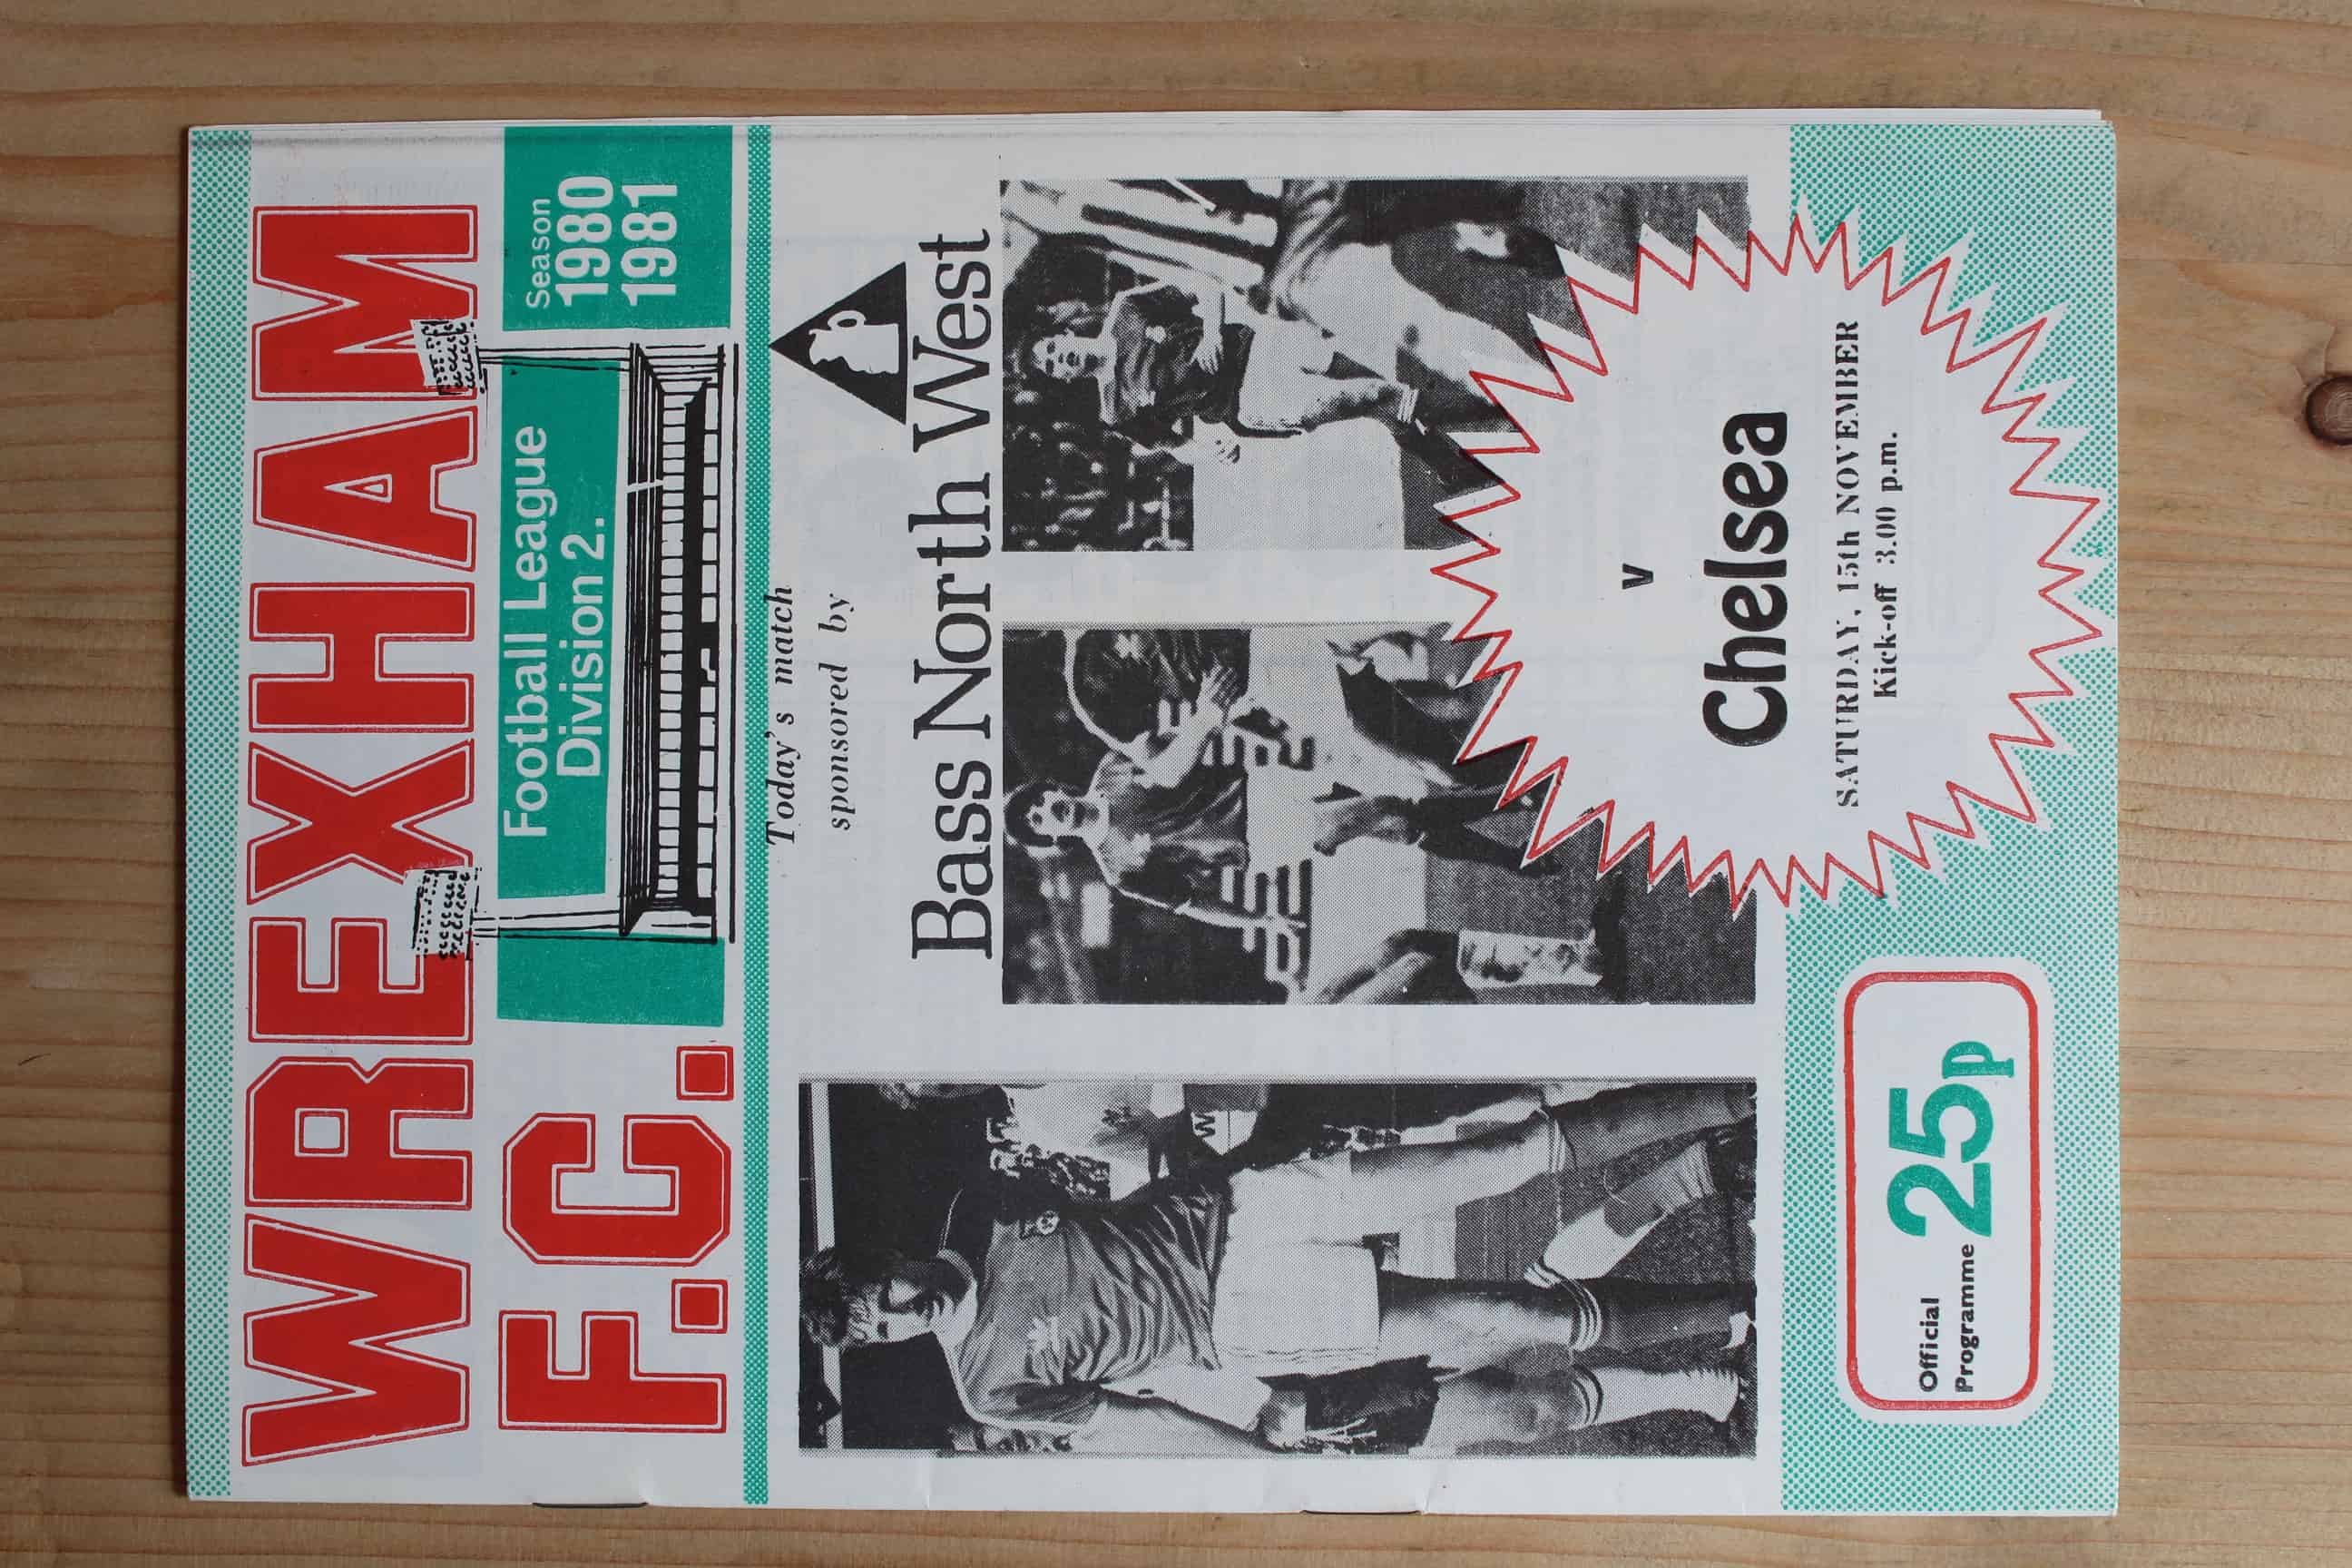 WREXHAM
F.C.
Football League
Division 2.
Season
1980
1981
Today's match
sponsored by
Bass North West
v
Chelsea
SATURDAY, 15th NOVEMBER
Kick-off 3.00 p.m.
Official
Programme 25p